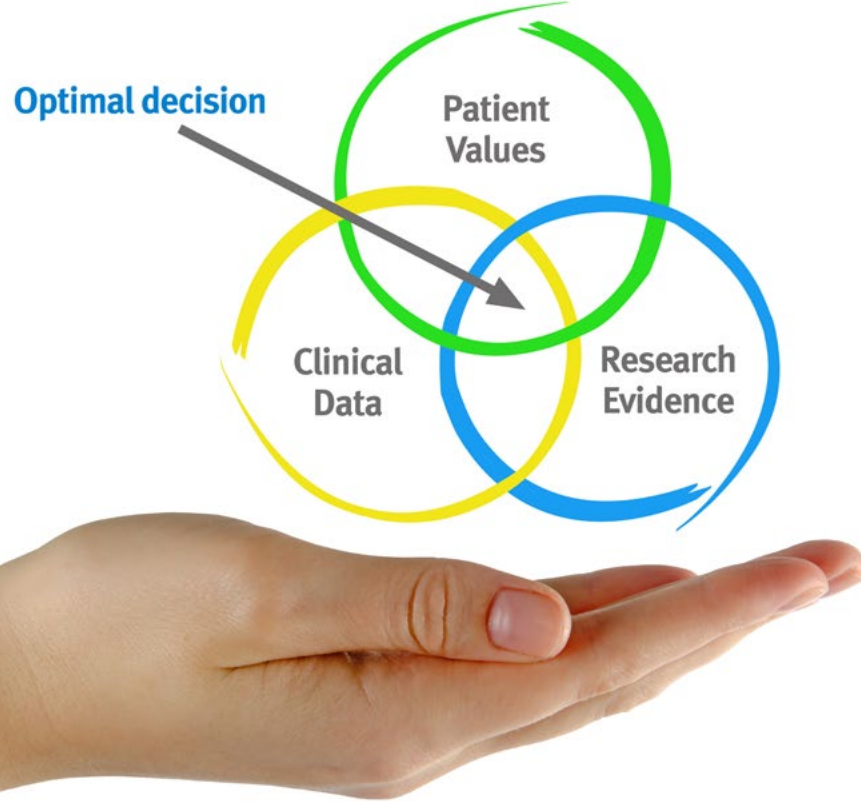 Optimal decision
Patient
Values
Clinical
Data
Research
Evidence